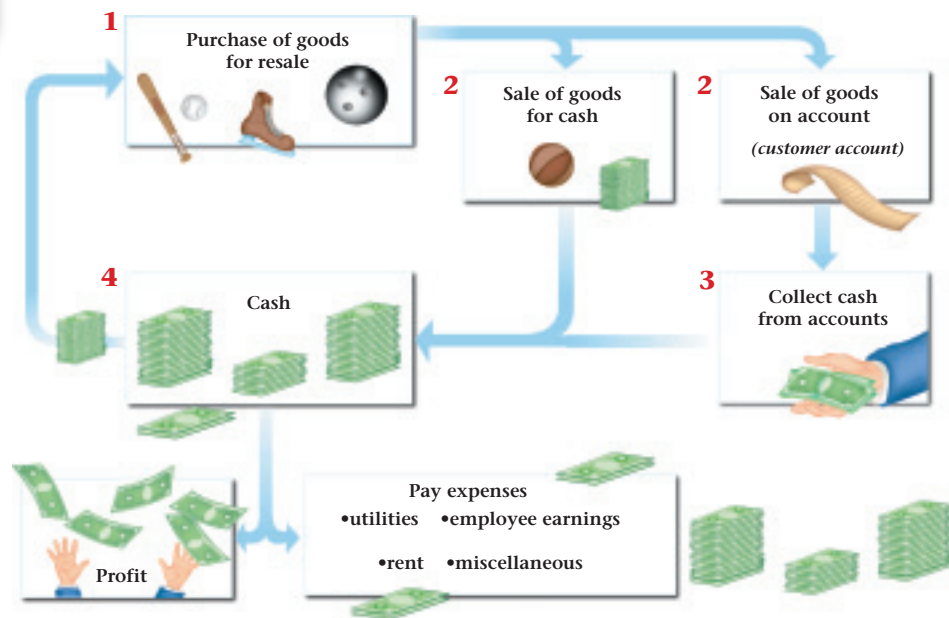 1
Purchase of goods
for resale
2
Sale of goods
for cash
2
Sale of goods
on account
(customer account)
4
Cash
3
Collect cash
from accounts
Profit
Pay expenses
•utilities •employee earnings
•rent •miscellaneous